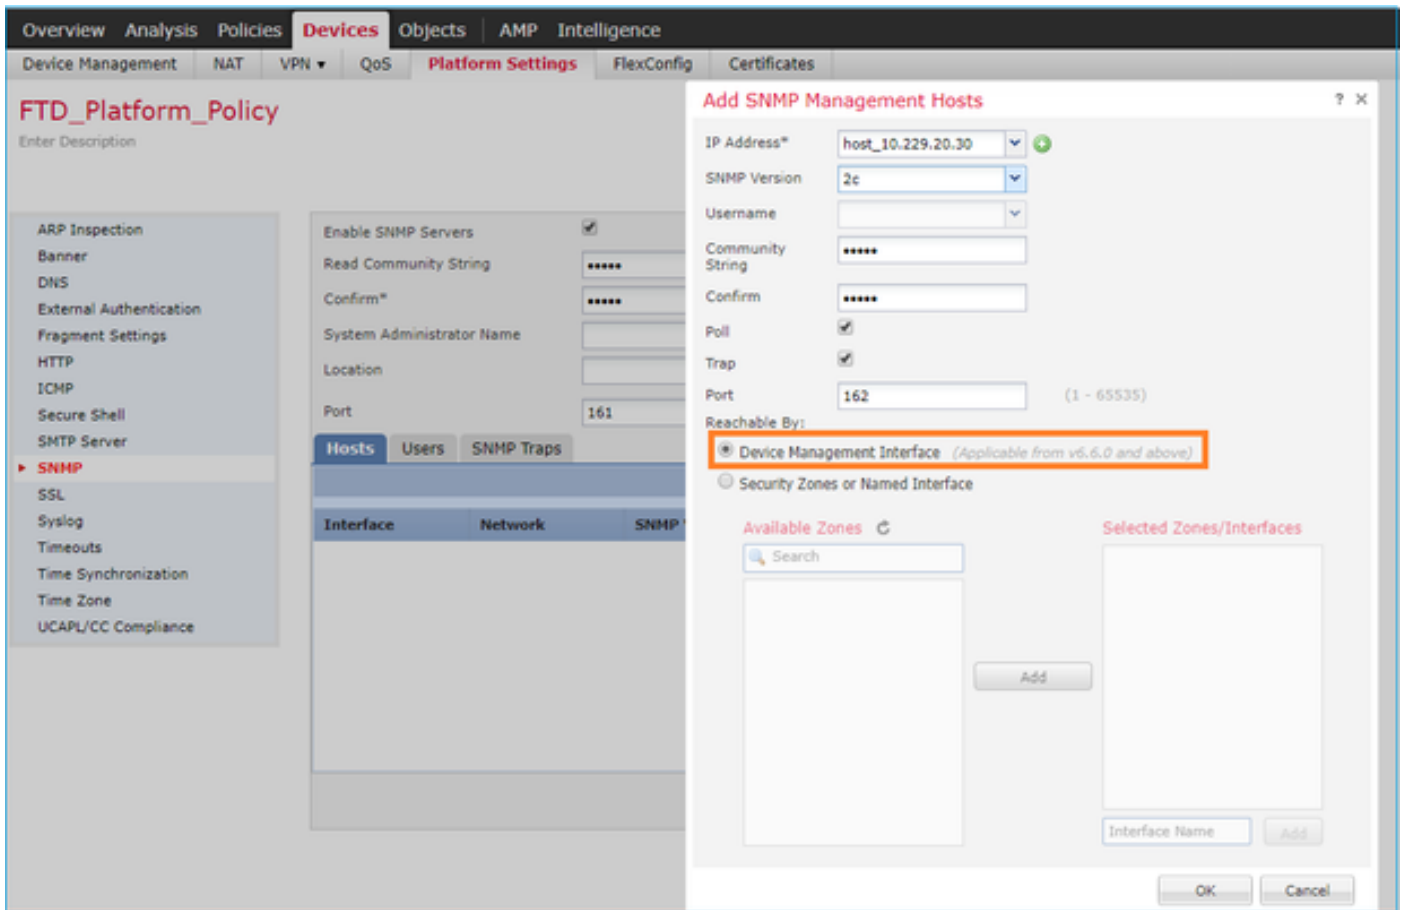 Overview Analysis Policies Devices Objects AMP Intelligence
Device Management NAT VPN ▾ QoS Platform Settings FlexConfig Certificates
FTD_Platform_Policy
Enter Description
ARP Inspection
Banner
DNS
External Authentication
Fragment Settings
HTTP
ICMP
Secure Shell
SMTP Server
SNMP
SSL
Syslog
Timeouts
Time Synchronization
Time Zone
UCAPL/CC Compliance
Enable SNMP Servers
Read Community String •••••
Confirm* •••••
System Administrator Name
Location
Port 161
Hosts Users SNMP Traps
Interface Network SNMP
Add SNMP Management Hosts ?
IP Address* host_10.229.20.30
SNMP Version 2c
Username
Community
String •••••
Confirm •••••
Poll
Trap
Port 162 (1 - 65535)
Reachable By:
Device Management Interface (Applicable from v6.6.0 and above)
Security Zones or Named Interface
Available Zones
Selected Zones/Interfaces
Search
Add
Interface Name Add
OK Cancel